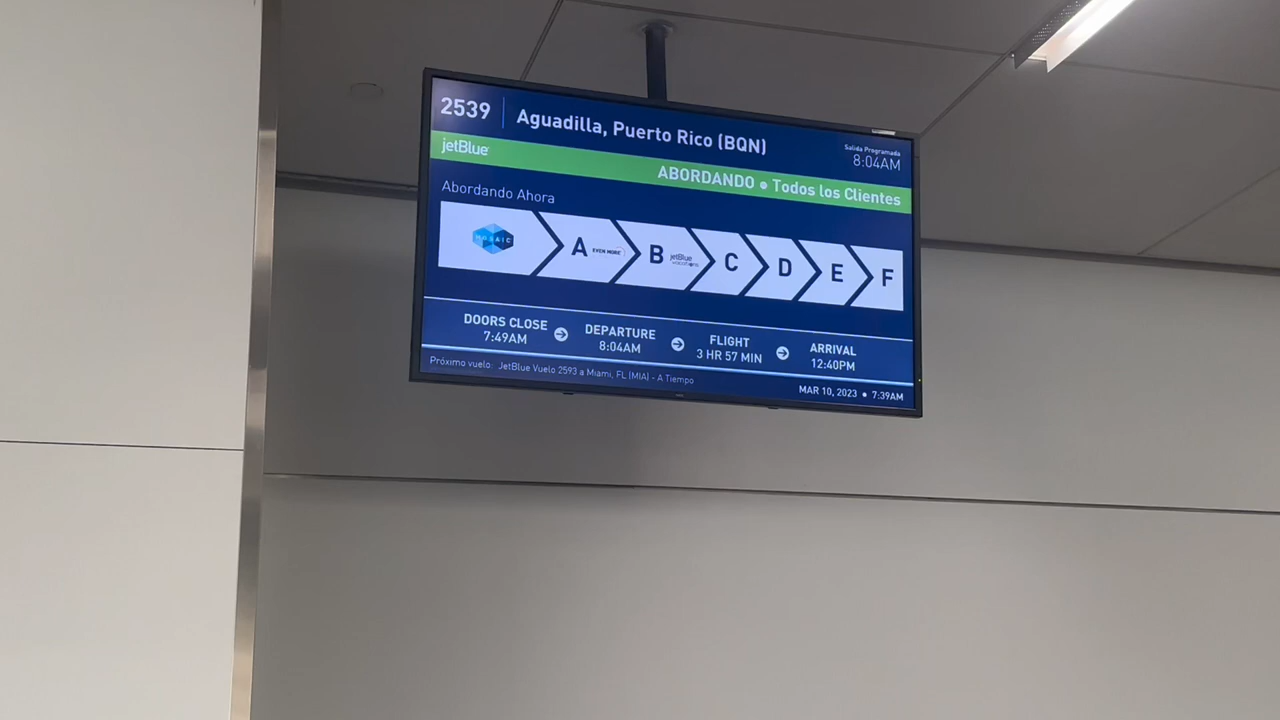 2539
Aguadilla, Puerto Rico (BQN)
Salida Programada
8:04AM
jetBlue
ABORDANDO • Todos los Clientes
Abordando Ahora
MOSAIC
A EVEN MORE
B jetBlue vacations
C
D
E
F
DOORS CLOSE
7:49AM
DEPARTURE
8:04AM
FLIGHT
3 HR 57 MIN
ARRIVAL
12:40PM
Próximo vuelo: JetBlue Vuelo 2593 a Miami, FL (MIA) - A Tiempo
MAR 10, 2023 • 7:39AM